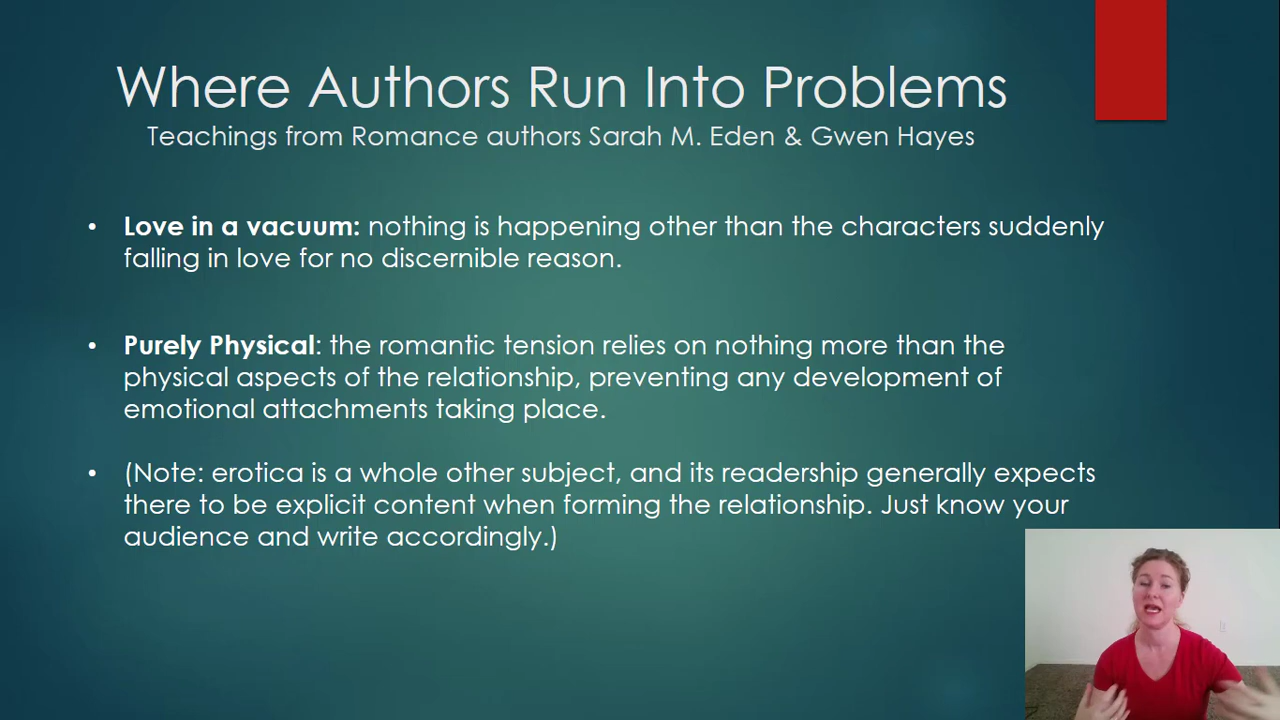 Where Authors Run Into Problems
Teachings from Romance authors Sarah M. Eden & Gwen Hayes
• Love in a vacuum: nothing is happening other than the characters suddenly
falling in love for no discernible reason.
• Purely Physical: the romantic tension relies on nothing more than the
physical aspects of the relationship, preventing any development of
emotional attachments taking place.
• (Note: erotica is a whole other subject, and its readership generally expects
there to be explicit content when forming the relationship. Just know your
audience and write accordingly.)